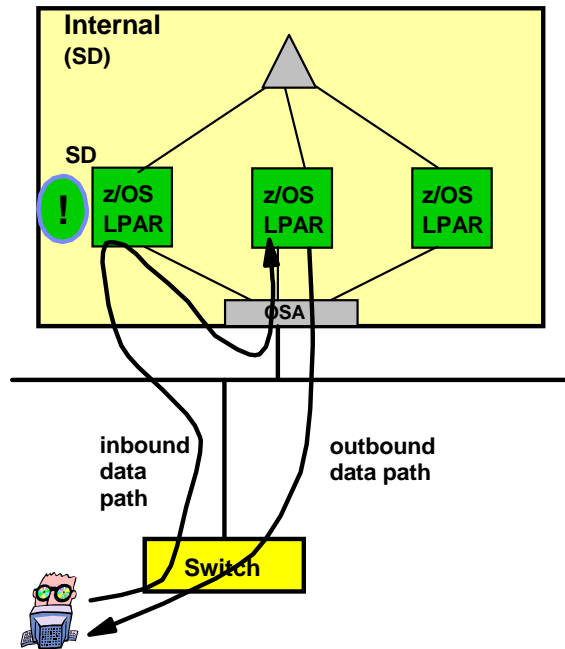 Internal
(SD)
SD
!
z/OS
LPAR
z/OS
LPAR
z/OS
LPAR
OSA
inbound
data
path
outbound
data path
Switch